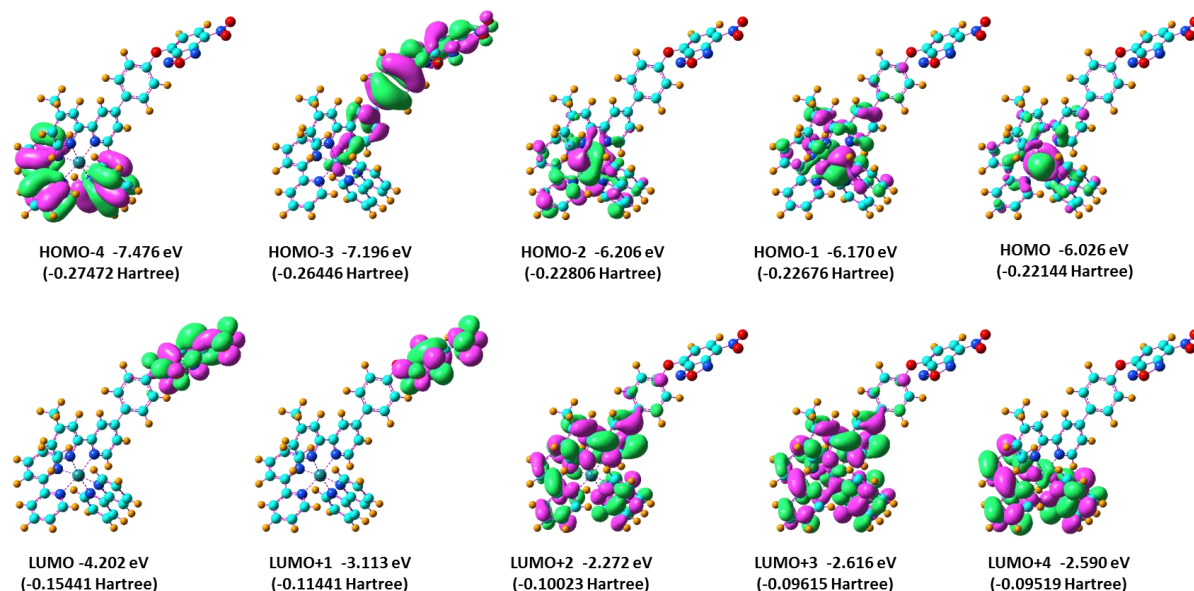 HOMO-4 -7.476 eV
(-0.27472 Hartree)
HOMO-3 -7.196 eV
(-0.26446 Hartree)
HOMO-2 -6.206 eV
(-0.22806 Hartree)
HOMO-1 -6.170 eV
(-0.22676 Hartree)
HOMO -6.026 eV
(-0.22144 Hartree)
LUMO -4.202 eV
(-0.15441 Hartree)
LUMO+1 -3.113 eV
(-0.11441 Hartree)
LUMO+2 -2.272 eV
(-0.10023 Hartree)
LUMO+3 -2.616 eV
(-0.09615 Hartree)
LUMO+4 -2.590 eV
(-0.09519 Hartree)